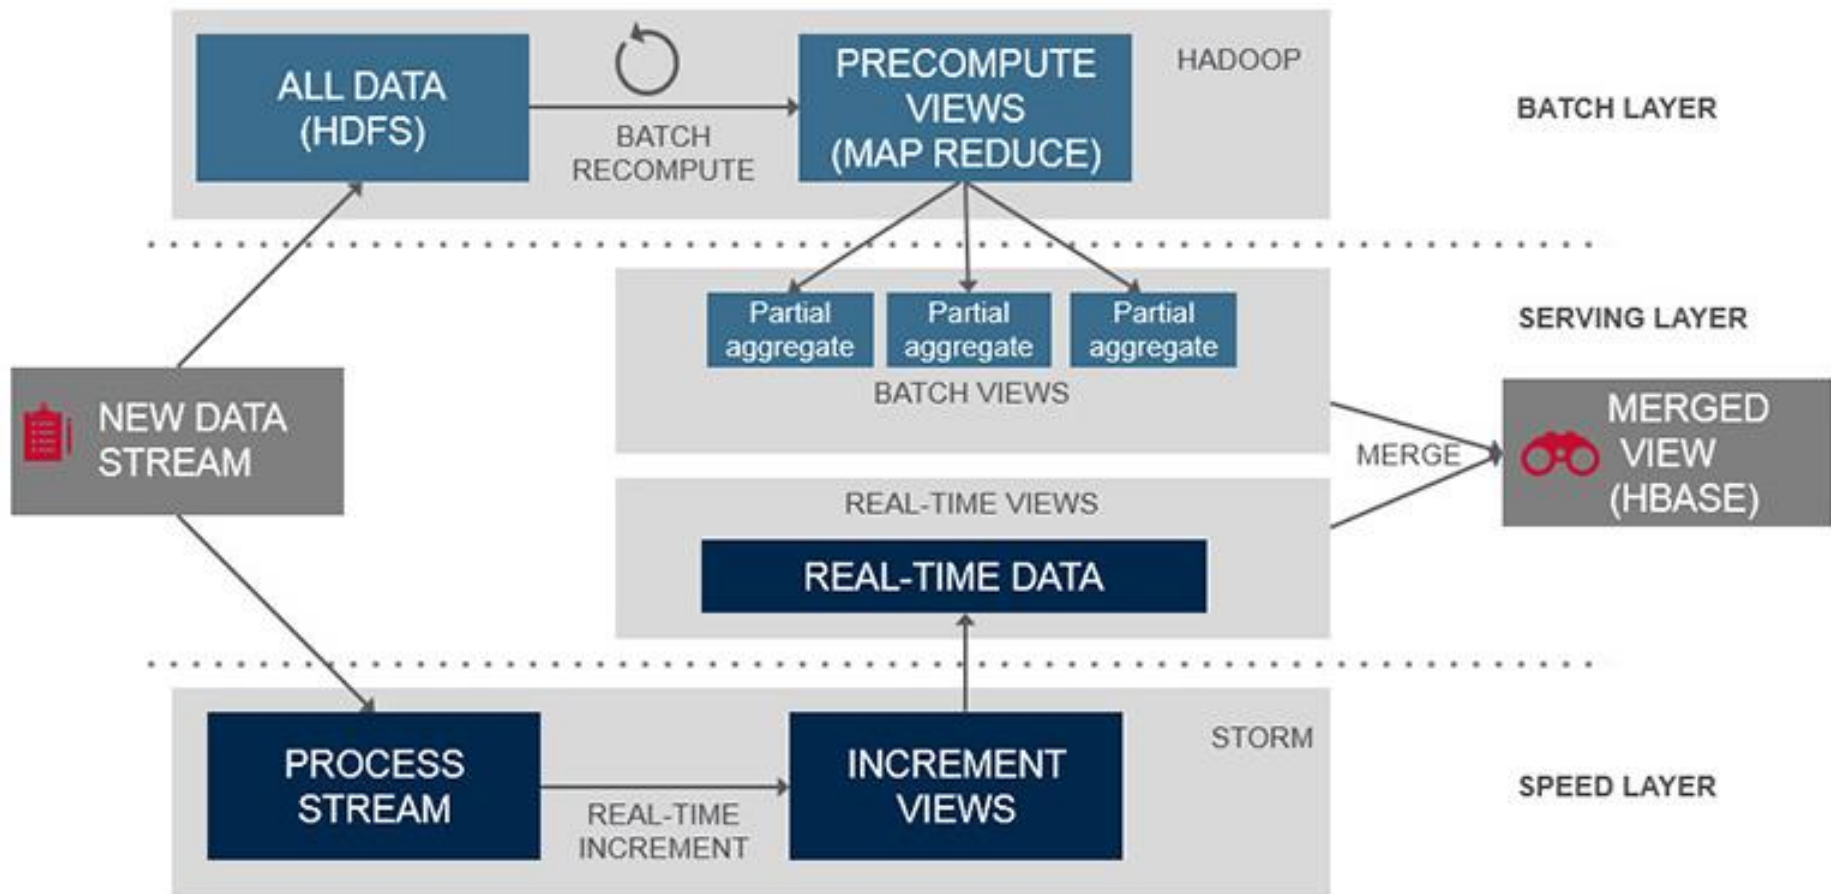 ALL DATA
(HDFS)
BATCH
RECOMPUTE
PRECOMPUTE
VIEWS
(MAP REDUCE)
HADOOP
BATCH LAYER
Partial
aggregate
Partial
aggregate
Partial
aggregate
BATCH VIEWS
SERVING LAYER
NEW DATA
STREAM
MERGE
MERGED
VIEW
(HBASE)
REAL-TIME VIEWS
REAL-TIME DATA
PROCESS
STREAM
REAL-TIME
INCREMENT
INCREMENT
VIEWS
STORM
SPEED LAYER